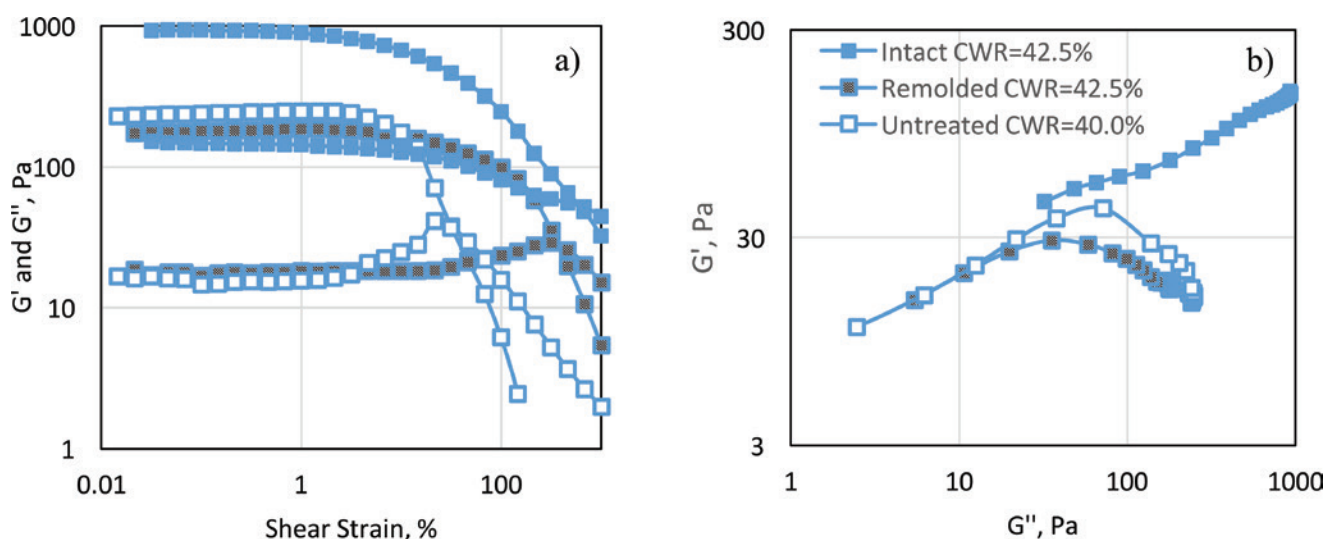 1000
100
10
1
0.01
1
100
G' and G'', Pa
Shear Strain, %
a)
300
30
3
1
10
100
1000
G', Pa
G'', Pa
b)
Intact CWR=42.5%
Remolded CWR=42.5%
Untreated CWR=40.0%